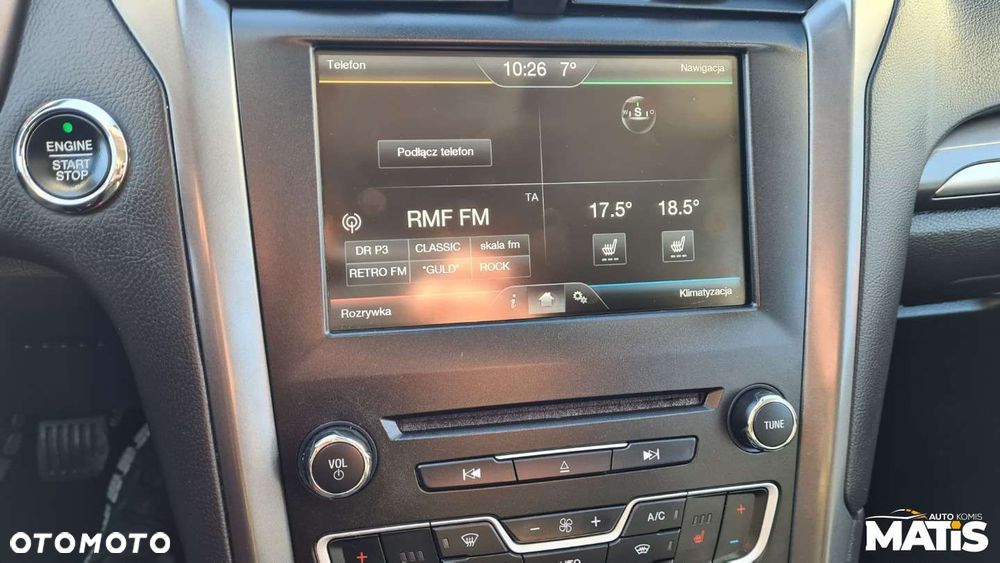 Telefon
10:26 7°
Nawigacja
W S O
Podłącz telefon
TA
RMF FM
17.5° 18.5°
DR P3 CLASSIC skala fm
RETRO FM "GULD" ROCK
i
Rozrywka
Klimatyzacja
ENGINE
START
STOP
VOL
TUNE
A/C
AUTO
OTOMOTO
AUTO KOMIS
MATIS